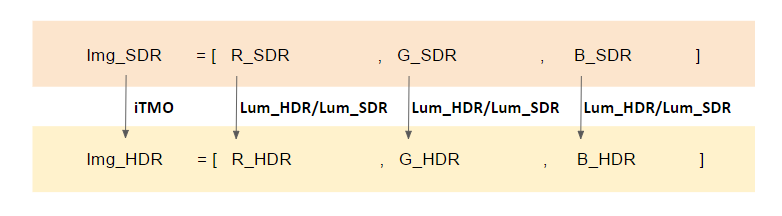 Img_SDR = [ R_SDR , G_SDR , B_SDR ]
iTMO Lum_HDR/Lum_SDR Lum_HDR/Lum_SDR Lum_HDR/Lum_SDR
Img_HDR = [ R_HDR , G_HDR , B_HDR ]